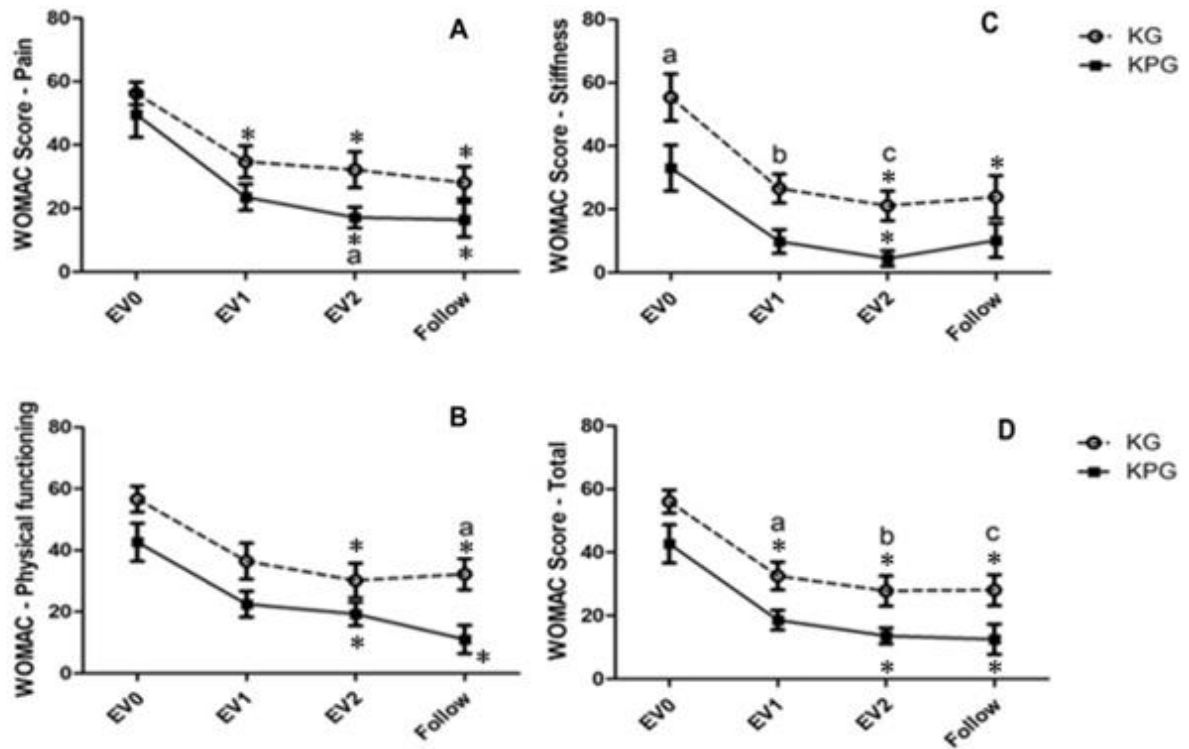 A
WOMAC Score - Pain
80
60
40
20
0
* * *
*
a
*
EV0 EV1 EV2 Follow
C
WOMAC Score - Stiffness
80
60
40
20
0
a
b
c
*
*
*
EV0 EV1 EV2 Follow
KG
KPG
B
WOMAC - Physical functioning
80
60
40
20
0
*
a
*
*
*
EV0 EV1 EV2 Follow
D
WOMAC Score - Total
80
60
40
20
0
a b c
* * *
* *
EV0 EV1 EV2 Follow
KG
KPG